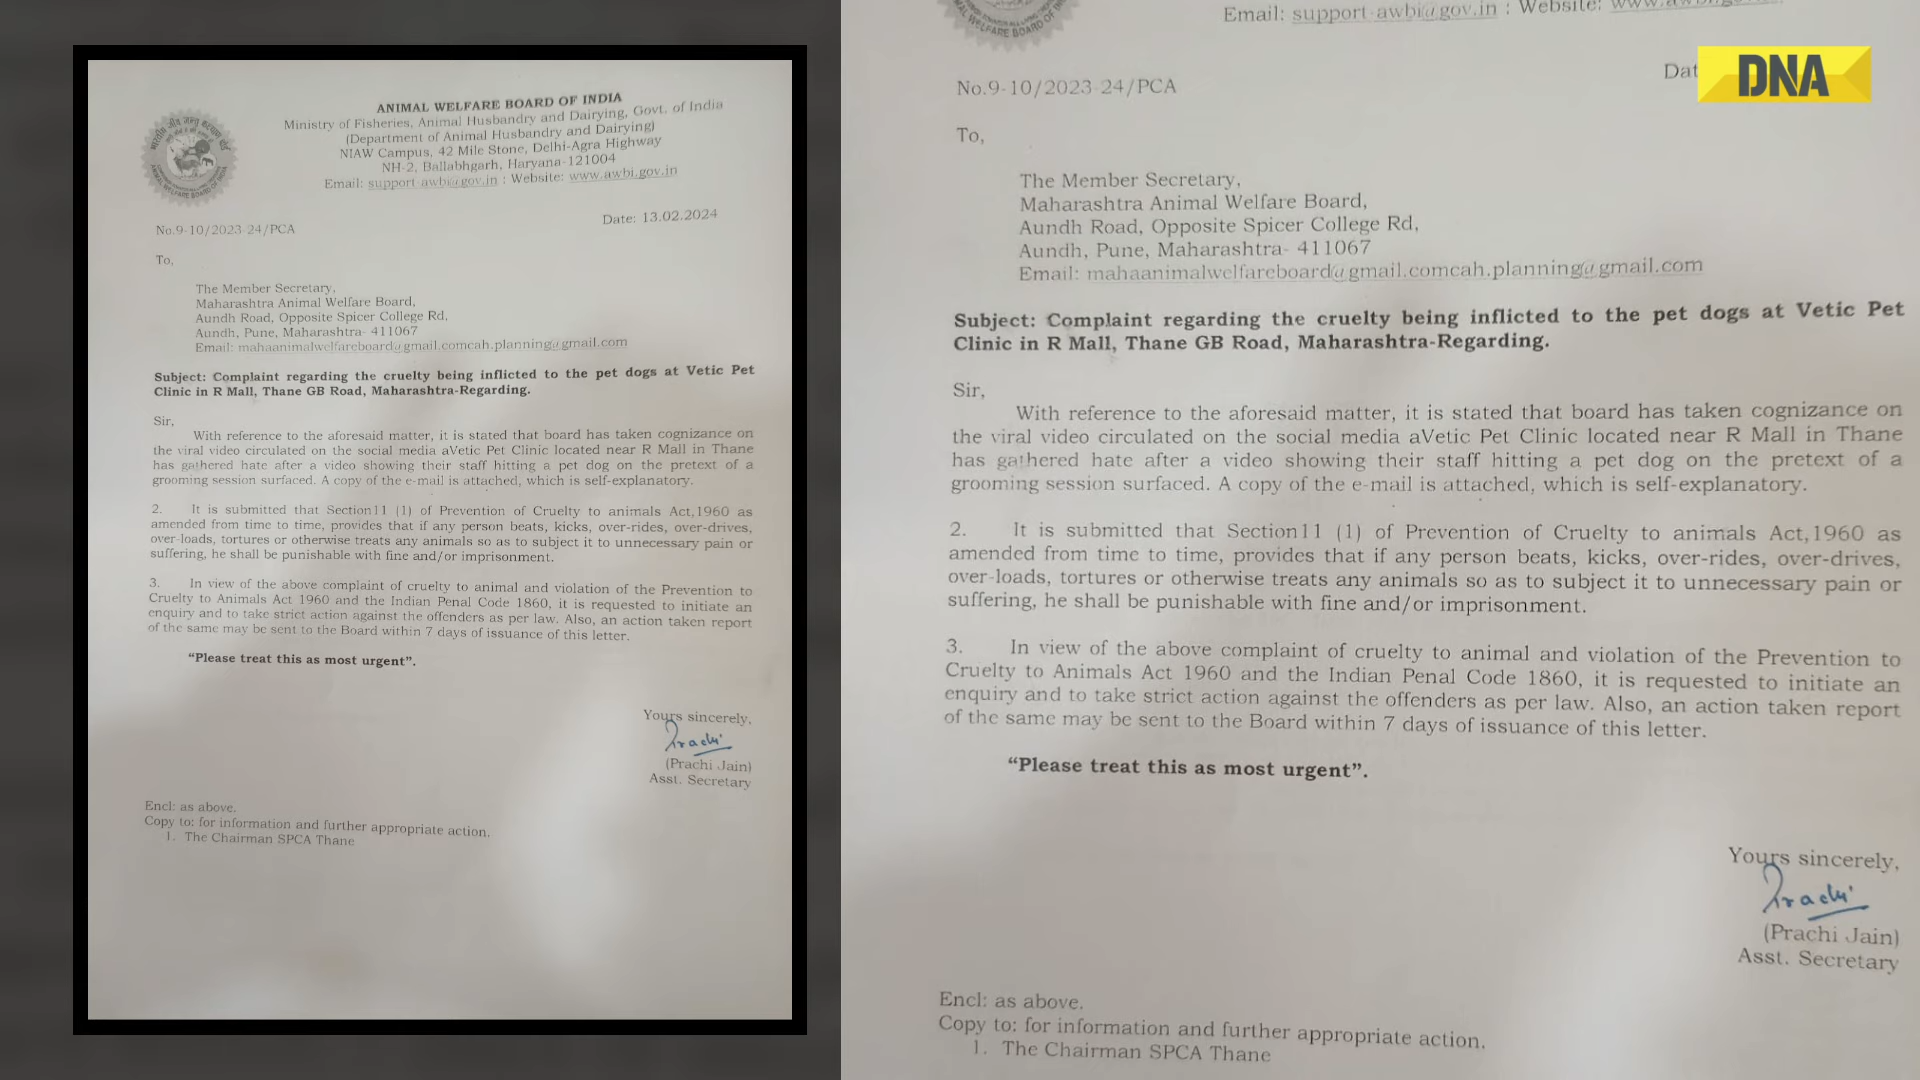 ANIMAL WELFARE BOARD OF INDIA
Ministry of Fisheries, Animal Husbandry and Dairying, Govt. of India
(Department of Animal Husbandry and Dairying)
NIAW Campus, 42 Mile Stone, Delhi-Agra Highway
NH-2, Ballabhgarh, Haryana-121004
Email: support-awbi@gov.in : Website: www.awbi.gov.in
Date: 13.02.2024
No.9-10/2023-24/PCA
To,
The Member Secretary,
Maharashtra Animal Welfare Board,
Aundh Road, Opposite Spicer College Rd,
Aundh, Pune, Maharashtra- 411067
Email: mahaanimalwelfareboard@gmail.comcah.planning@gmail.com
Subject: Complaint regarding the cruelty being inflicted to the pet dogs at Vetic Pet
Clinic in R Mall, Thane GB Road, Maharashtra-Regarding.
Sir,
With reference to the aforesaid matter, it is stated that board has taken cognizance on
the viral video circulated on the social media aVetic Pet Clinic located near R Mall in Thane
has gathered hate after a video showing their staff hitting a pet dog on the pretext of a
grooming session surfaced. A copy of the e-mail is attached, which is self-explanatory.
2. It is submitted that Section11 (1) of Prevention of Cruelty to animals Act,1960 as
amended from time to time, provides that if any person beats, kicks, over-rides, over-drives,
over-loads, tortures or otherwise treats any animals so as to subject it to unnecessary pain or
suffering, he shall be punishable with fine and/or imprisonment.
3. In view of the above complaint of cruelty to animal and violation of the Prevention to
Cruelty to Animals Act 1960 and the Indian Penal Code 1860, it is requested to initiate an
enquiry and to take strict action against the offenders as per law. Also, an action taken report
of the same may be sent to the Board within 7 days of issuance of this letter.
"Please treat this as most urgent".
Yours sincerely,
Prachi
(Prachi Jain)
Asst. Secretary
Encl: as above.
Copy to: for information and further appropriate action.
1. The Chairman SPCA Thane
Email: support-awbi@gov.in : Website:
Dat
DNA
No.9-10/2023-24/PCA
To,
The Member Secretary,
Maharashtra Animal Welfare Board,
Aundh Road, Opposite Spicer College Rd,
Aundh, Pune, Maharashtra- 411067
Email: mahaanimalwelfareboard@gmail.comcah.planning@gmail.com
Subject: Complaint regarding the cruelty being inflicted to the pet dogs at Vetic Pet
Clinic in R Mall, Thane GB Road, Maharashtra-Regarding.
Sir,
With reference to the aforesaid matter, it is stated that board has taken cognizance on
the viral video circulated on the social media aVetic Pet Clinic located near R Mall in Thane
has gathered hate after a video showing their staff hitting a pet dog on the pretext of a
grooming session surfaced. A copy of the e-mail is attached, which is self-explanatory.
2. It is submitted that Section11 (1) of Prevention of Cruelty to animals Act,1960 as
amended from time to time, provides that if any person beats, kicks, over-rides, over-drives,
over-loads, tortures or otherwise treats any animals so as to subject it to unnecessary pain or
suffering, he shall be punishable with fine and/or imprisonment.
3. In view of the above complaint of cruelty to animal and violation of the Prevention to
Cruelty to Animals Act 1960 and the Indian Penal Code 1860, it is requested to initiate an
enquiry and to take strict action against the offenders as per law. Also, an action taken report
of the same may be sent to the Board within 7 days of issuance of this letter.
"Please treat this as most urgent".
Yours sincerely,
Prachi
(Prachi Jain)
Asst. Secretary
Encl: as above.
Copy to: for information and further appropriate action.
1. The Chairman SPCA Thane